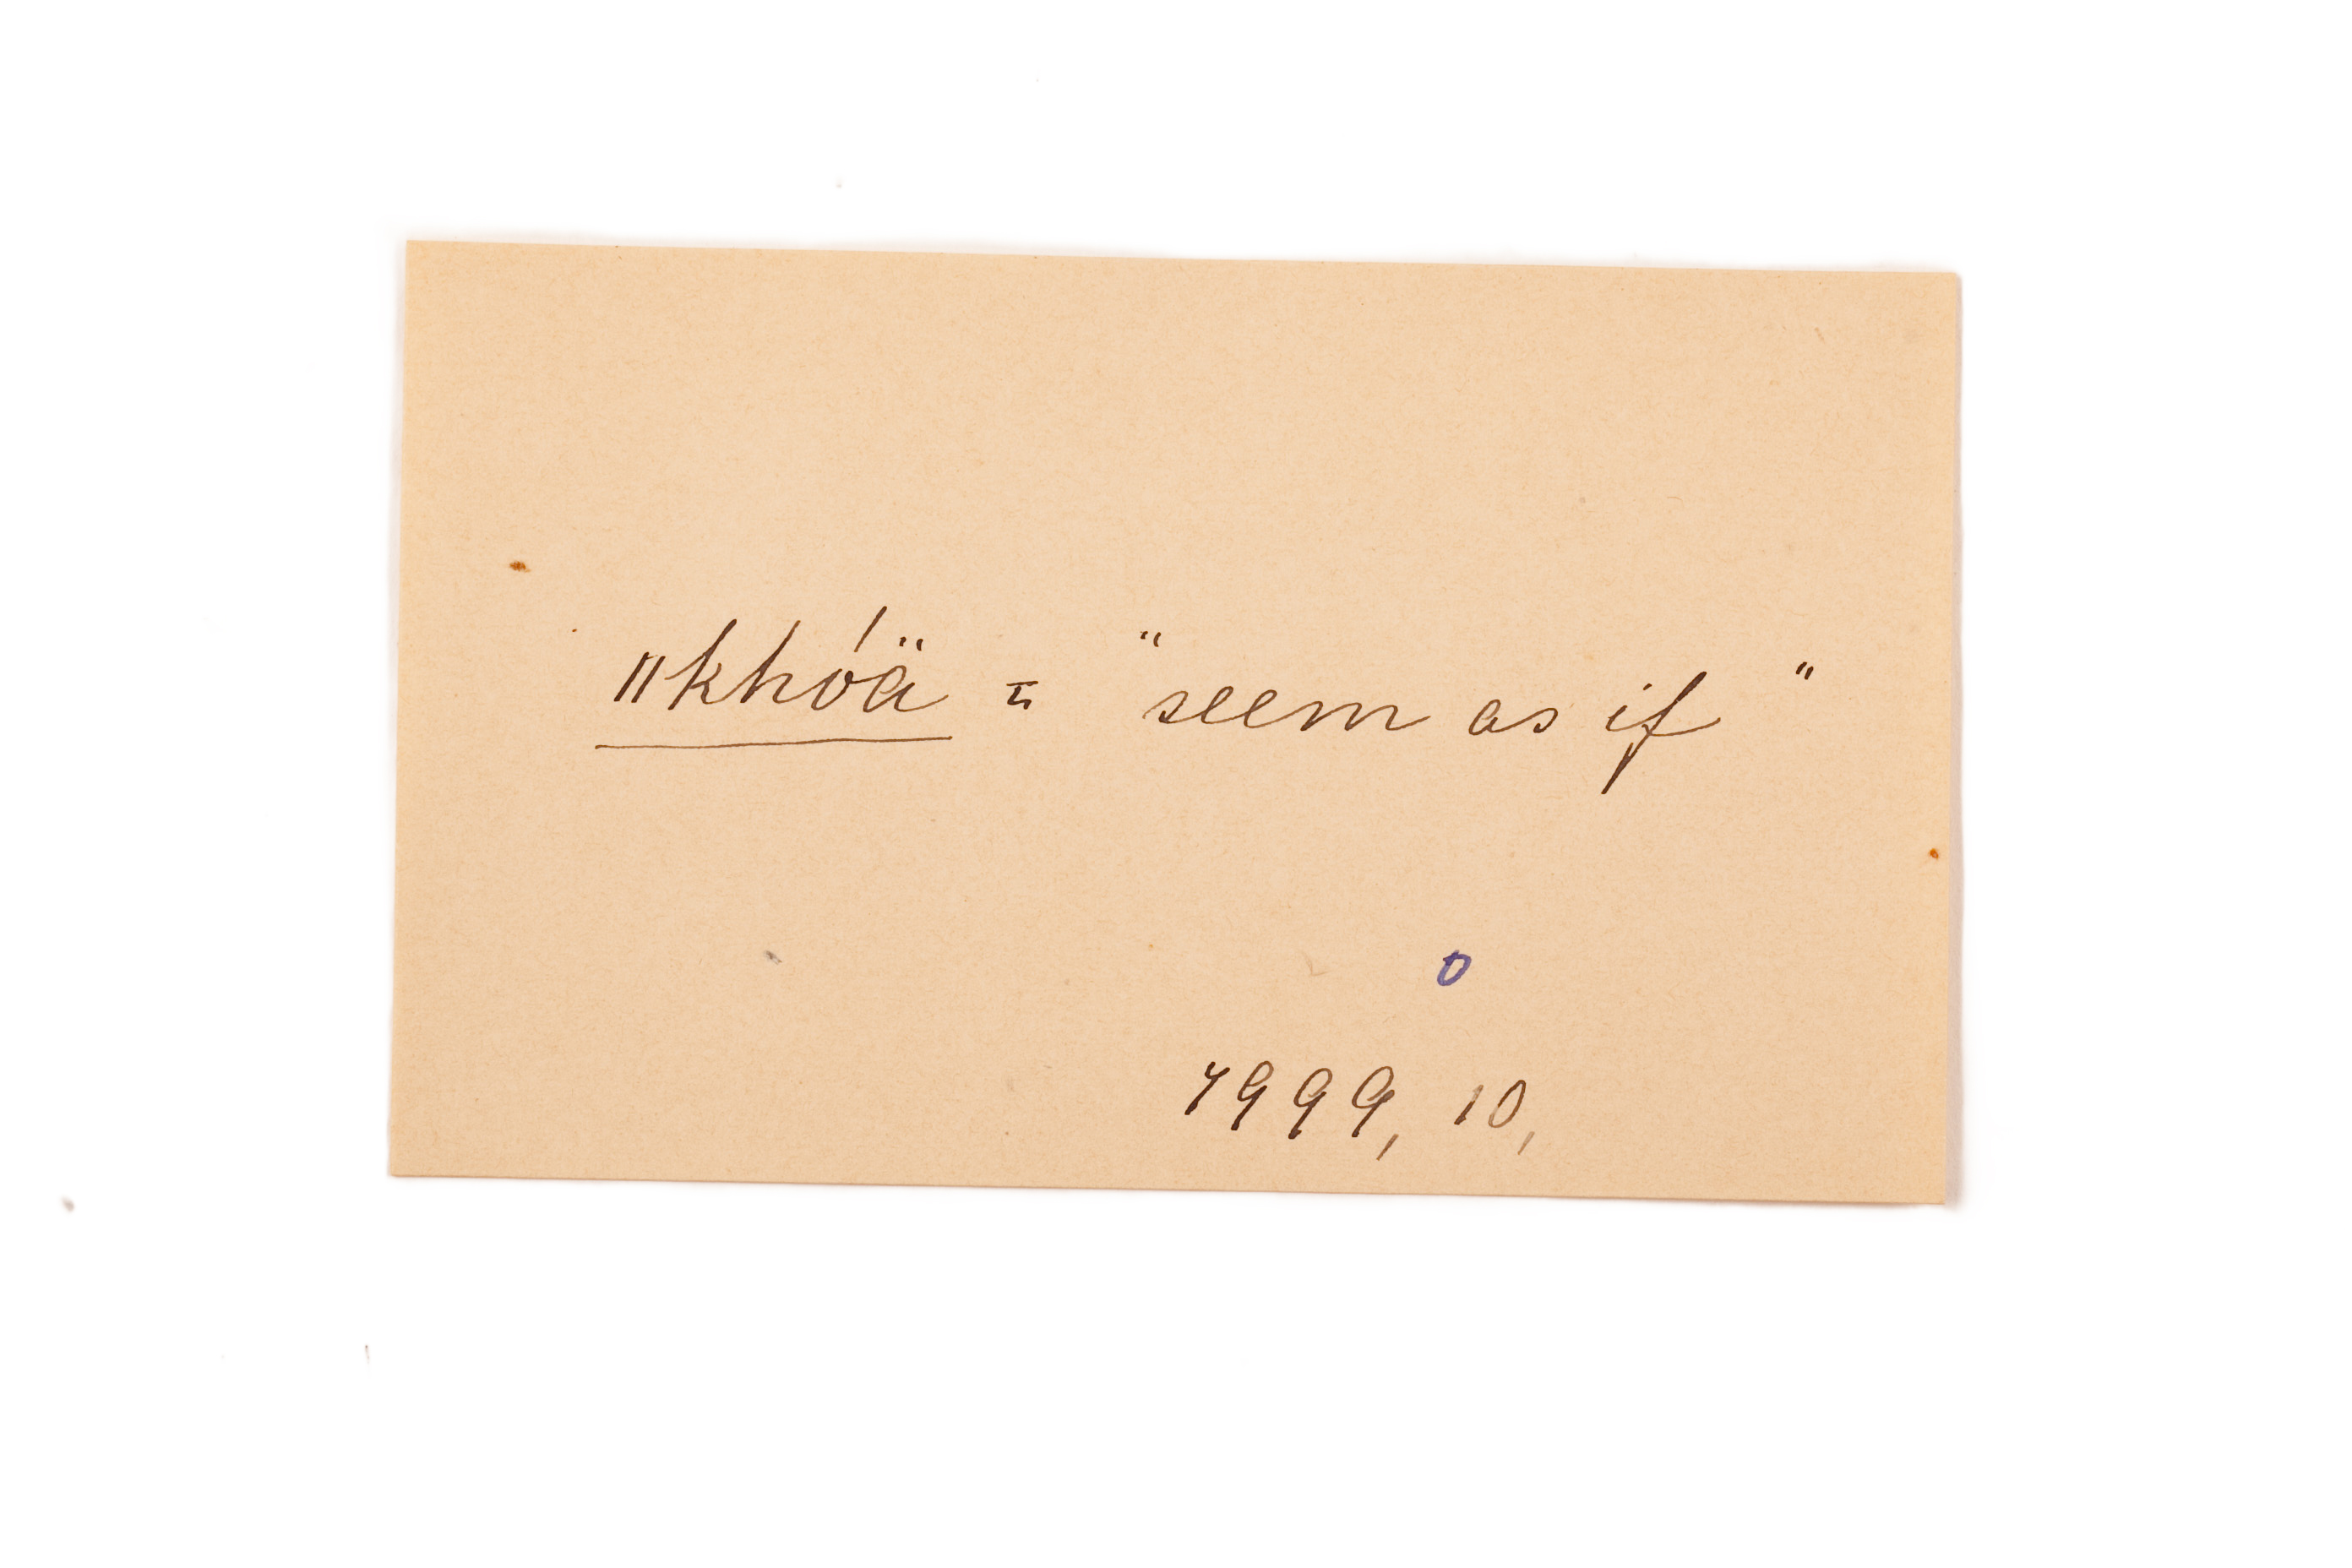 ǁkhóä = "seem as if"
0
7999, 10,